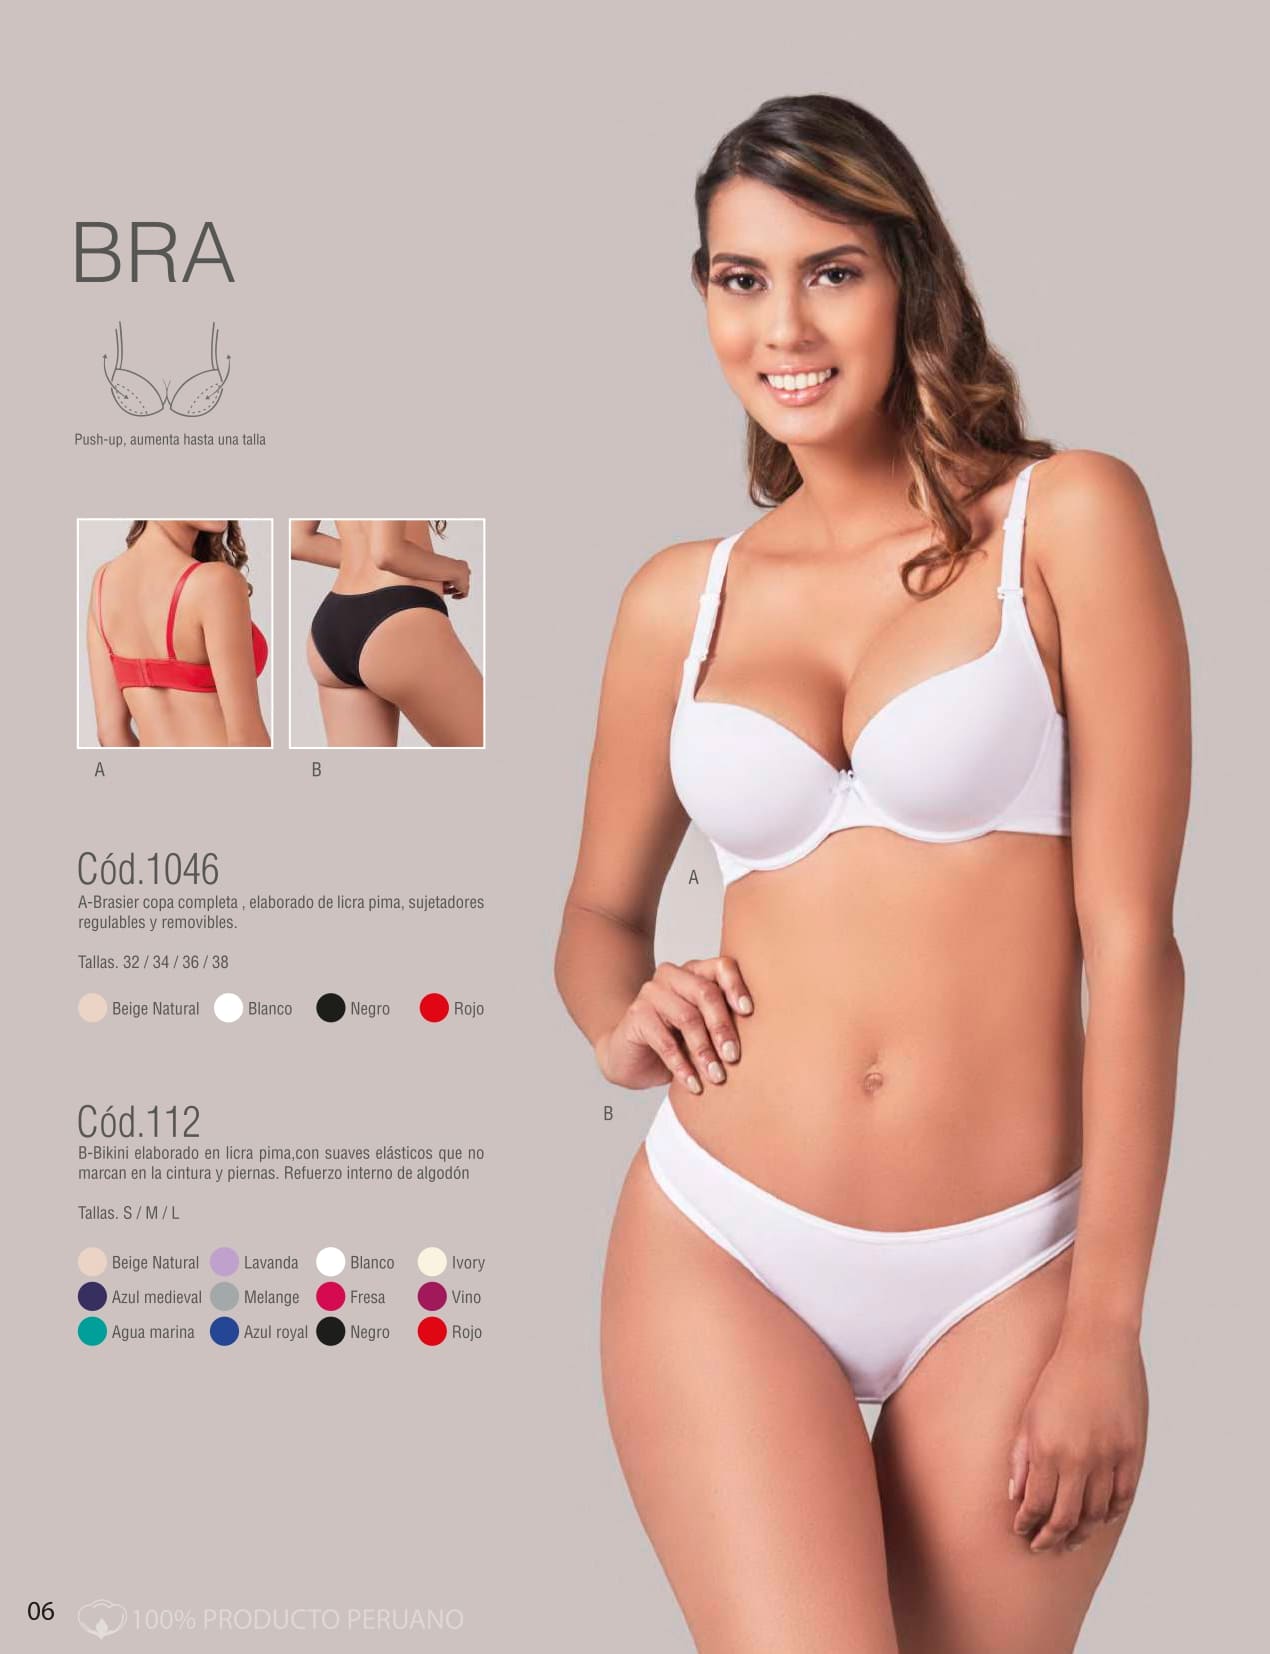 BRA
Push-up, aumenta hasta una talla
A
B
Cód.1046
A-Brasier copa completa , elaborado de licra pima, sujetadores
regulables y removibles.
Tallas. 32 / 34 / 36 / 38
Beige Natural Blanco Negro Rojo
Cód.112
B-Bikini elaborado en licra pima,con suaves elásticos que no
marcan en la cintura y piernas. Refuerzo interno de algodón
Tallas. S / M / L
Beige Natural Lavanda Blanco Ivory
Azul medieval Melange Fresa Vino
Agua marina Azul royal Negro Rojo
A
B
06 100% PRODUCTO PERUANO